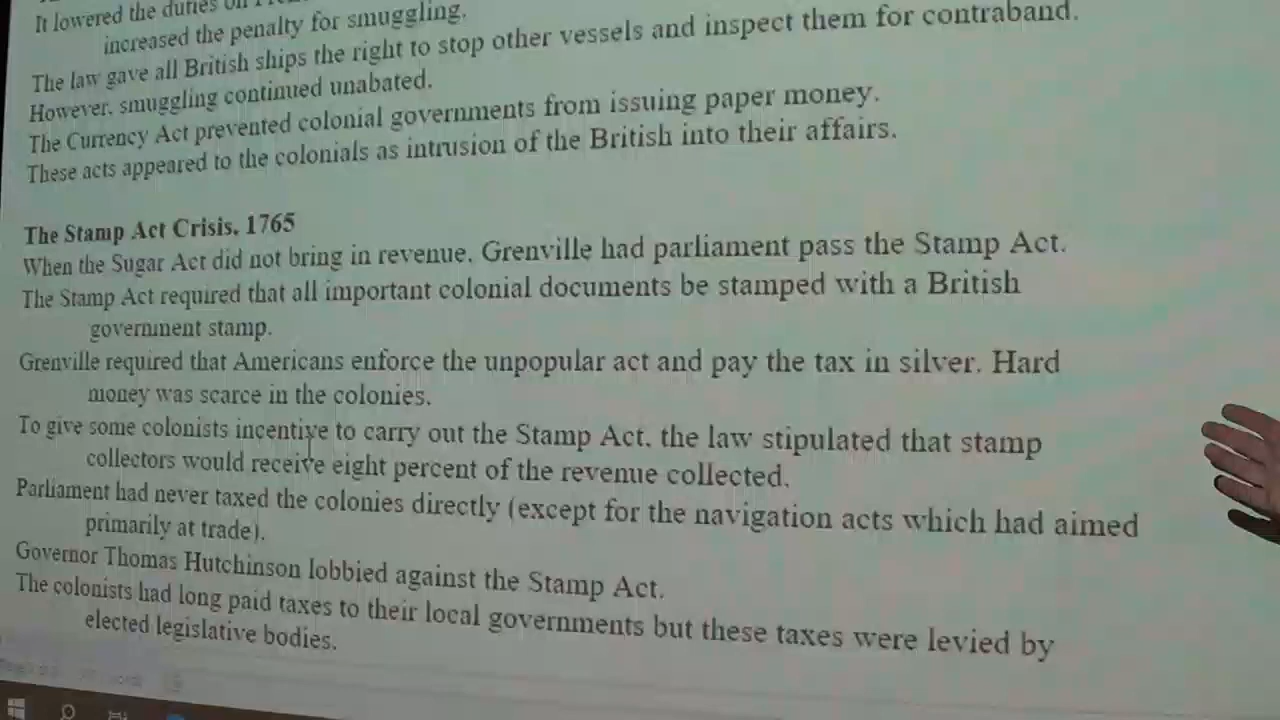 It lowered the duties on
increased the penalty for smuggling.
The law gave all British ships the right to stop other vessels and inspect them for contraband.
However, smuggling continued unabated.
The Currency Act prevented colonial governments from issuing paper money.
These acts appeared to the colonials as intrusion of the British into their affairs.
The Stamp Act Crisis, 1765
When the Sugar Act did not bring in revenue, Grenville had parliament pass the Stamp Act.
The Stamp Act required that all important colonial documents be stamped with a British
government stamp.
Grenville required that Americans enforce the unpopular act and pay the tax in silver. Hard
money was scarce in the colonies.
To give some colonists incentive to carry out the Stamp Act, the law stipulated that stamp
collectors would receive eight percent of the revenue collected.
Parliament had never taxed the colonies directly (except for the navigation acts which had aimed
primarily at trade).
Governor Thomas Hutchinson lobbied against the Stamp Act.
The colonists had long paid taxes to their local governments but these taxes were levied by
elected legislative bodies.